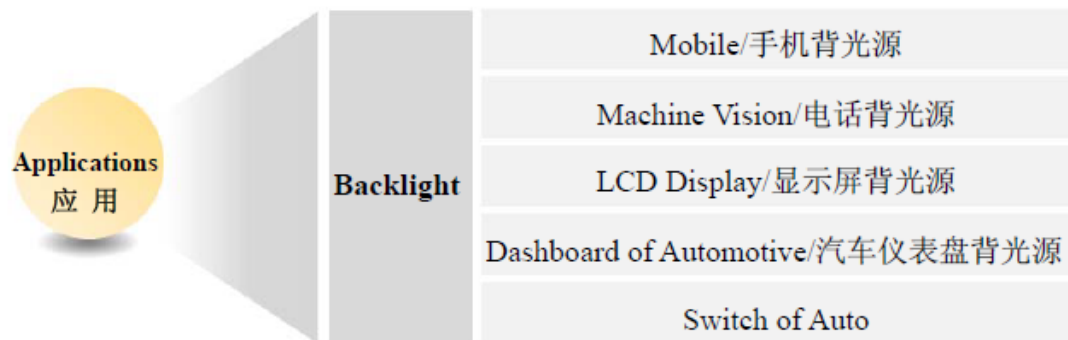 Applications
应 用
Backlight
Mobile/手机背光源
Machine Vision/电话背光源
LCD Display/显示屏背光源
Dashboard of Automotive/汽车仪表盘背光源
Switch of Auto